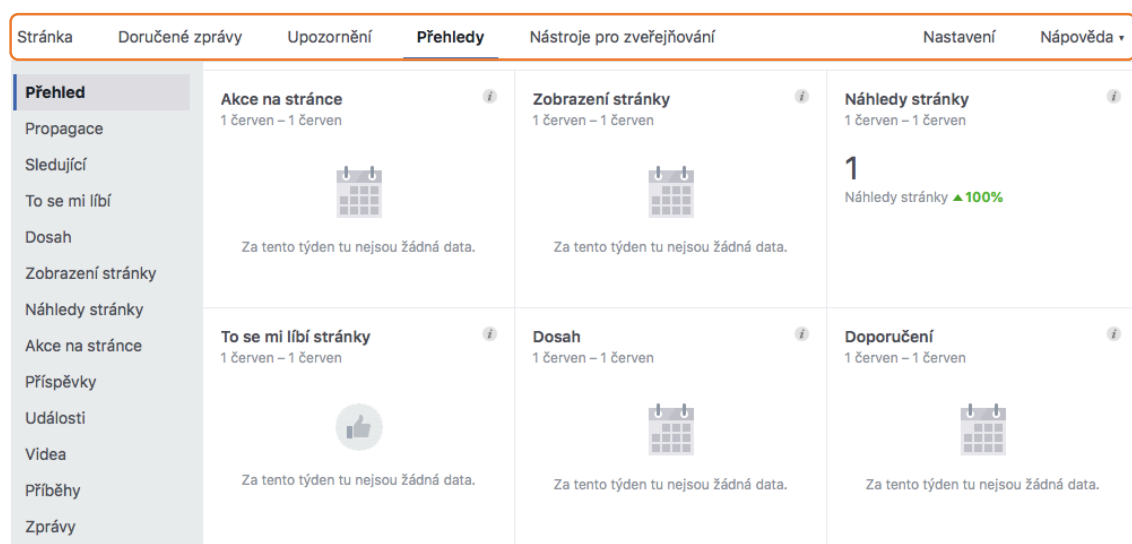 Stránka Doručené zprávy Upozornění Přehledy Nástroje pro zveřejňování Nastavení Nápověda
Přehled
Propagace
Sledující
To se mi líbí
Dosah
Zobrazení stránky
Náhledy stránky
Akce na stránce
Příspěvky
Události
Videa
Příběhy
Zprávy
Akce na stránce
1 červen – 1 červen
Za tento týden tu nejsou žádná data.
Zobrazení stránky
1 červen – 1 červen
Za tento týden tu nejsou žádná data.
Náhledy stránky
1 červen – 1 červen
1
Náhledy stránky ▲100%
To se mi líbí stránky
1 červen – 1 červen
Za tento týden tu nejsou žádná data.
Dosah
1 červen – 1 červen
Za tento týden tu nejsou žádná data.
Doporučení
1 červen – 1 červen
Za tento týden tu nejsou žádná data.